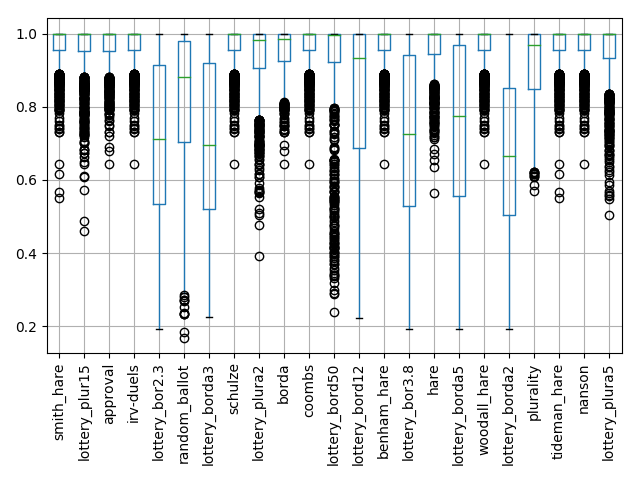 1.0
0.8
0.6
0.4
0.2
smith_hare
lottery_plur15
approval
irv-duels
lottery_bor2.3
random_ballot
lottery_borda3
schulze
lottery_plura2
borda
coombs
lottery_bord50
lottery_bord12
benham_hare
lottery_bor3.8
hare
lottery_borda5
woodall_hare
lottery_borda2
plurality
tideman_hare
nanson
lottery_plura5